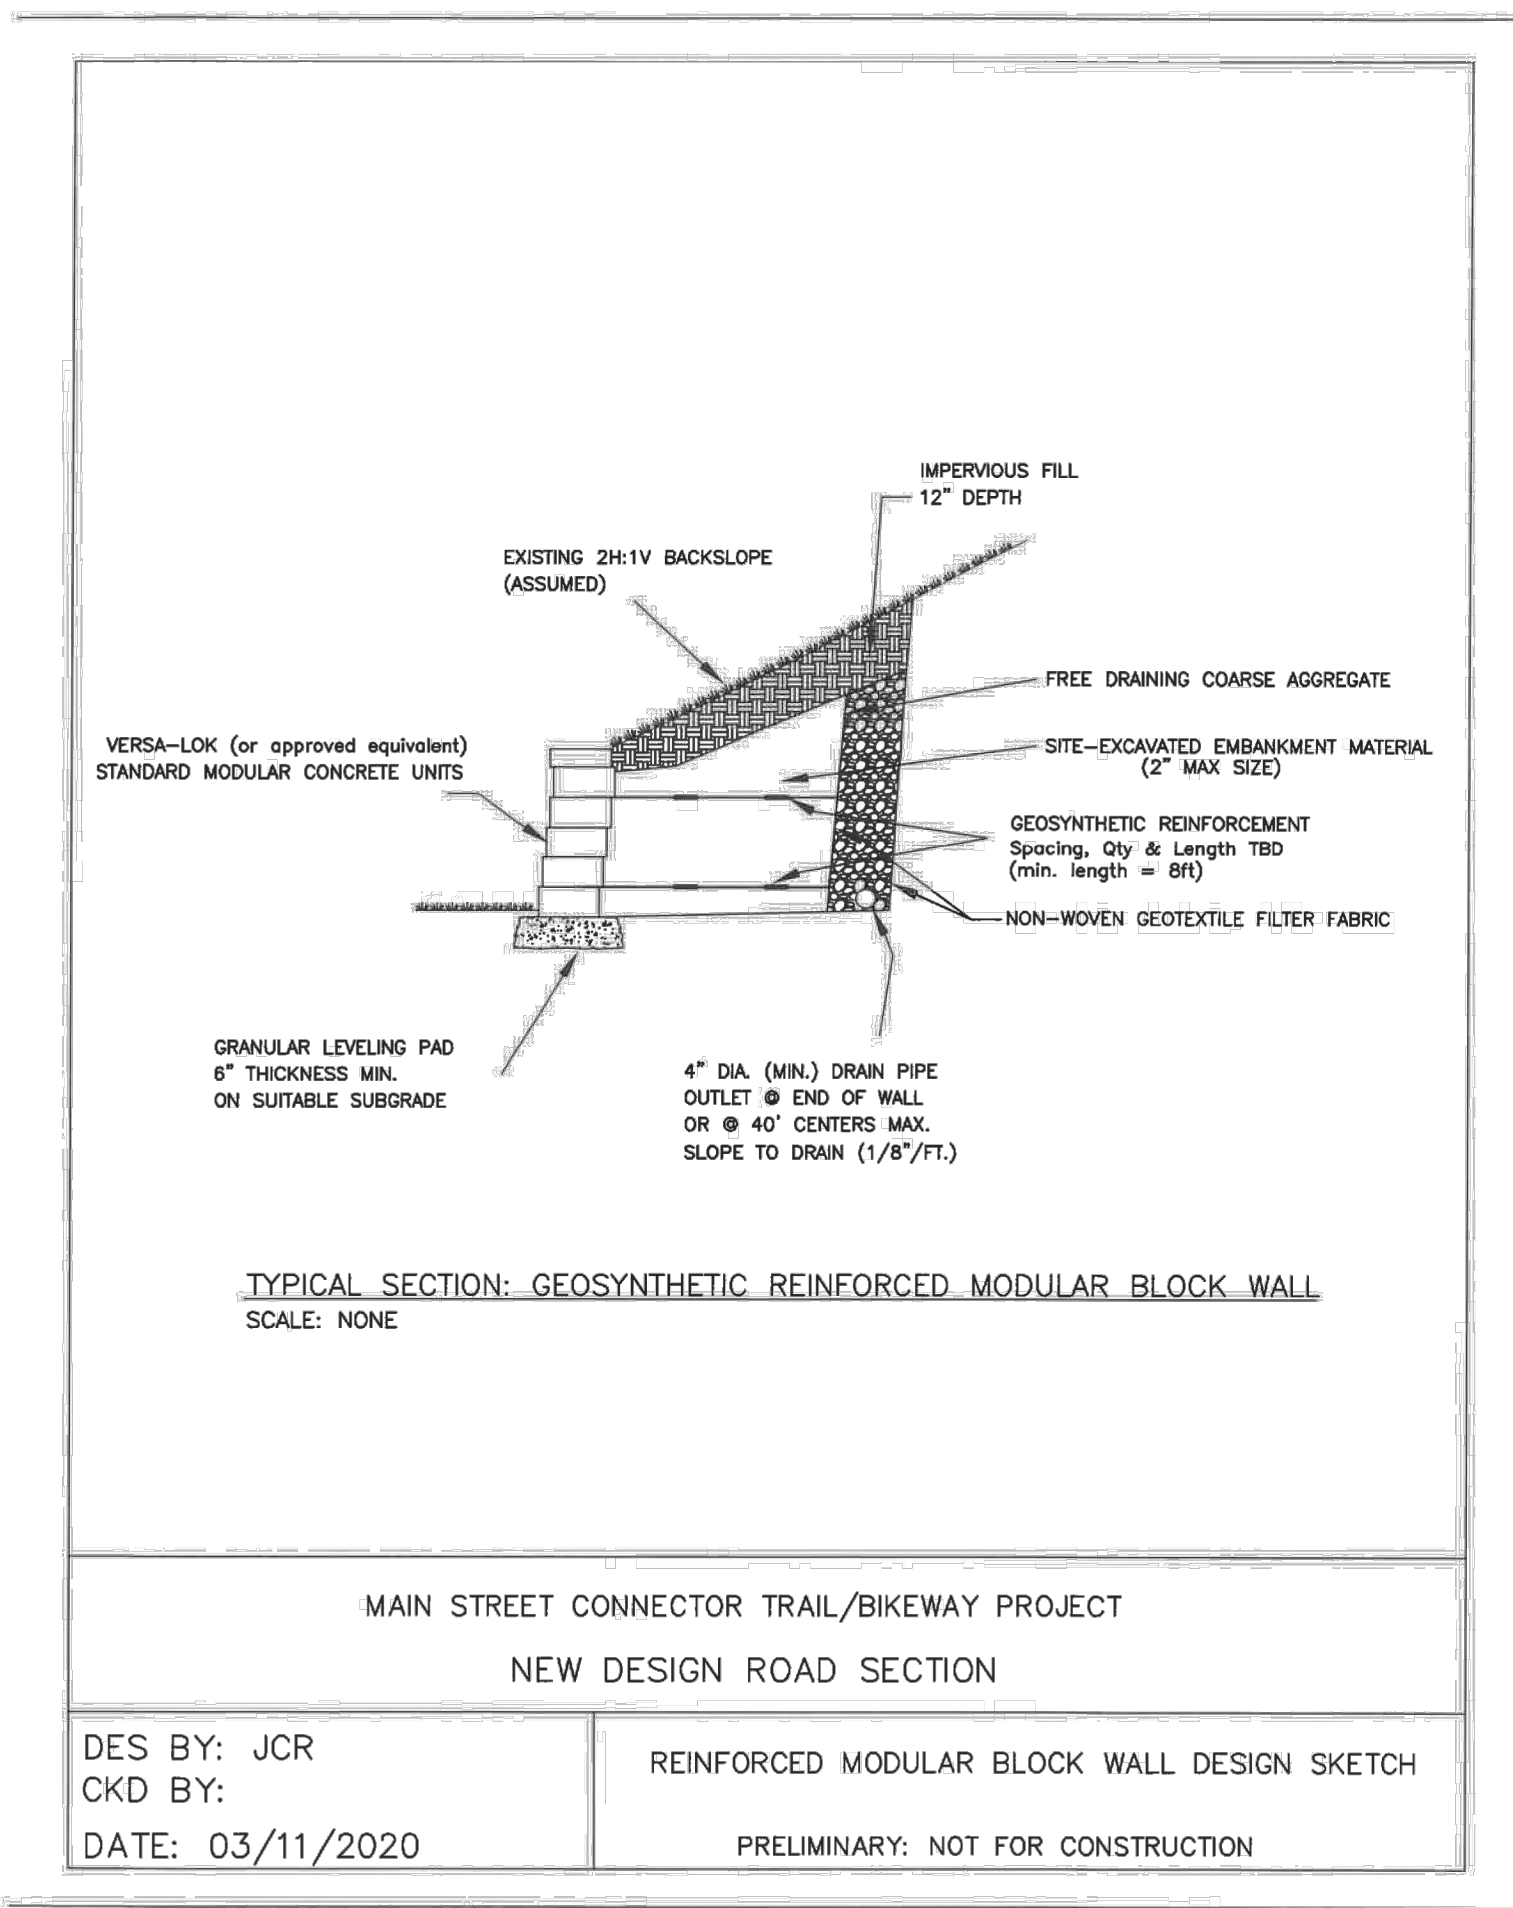 IMPERVIOUS FILL
12" DEPTH
EXISTING 2H:1V BACKSLOPE
(ASSUMED)
FREE DRAINING COARSE AGGREGATE
VERSA-LOK (or approved equivalent)
STANDARD MODULAR CONCRETE UNITS
SITE-EXCAVATED EMBANKMENT MATERIAL
(2" MAX SIZE)
GEOSYNTHETIC REINFORCEMENT
Spacing, Qty & Length TBD
(min. length = 8ft)
NON-WOVEN GEOTEXTILE FILTER FABRIC
GRANULAR LEVELING PAD
6" THICKNESS MIN.
ON SUITABLE SUBGRADE
4" DIA. (MIN.) DRAIN PIPE
OUTLET @ END OF WALL
OR @ 40' CENTERS MAX.
SLOPE TO DRAIN (1/8"/FT.)
TYPICAL SECTION: GEOSYNTHETIC REINFORCED MODULAR BLOCK WALL
SCALE: NONE
MAIN STREET CONNECTOR TRAIL/BIKEWAY PROJECT
NEW DESIGN ROAD SECTION
DES BY: JCR
CKD BY:
DATE: 03/11/2020
REINFORCED MODULAR BLOCK WALL DESIGN SKETCH
PRELIMINARY: NOT FOR CONSTRUCTION